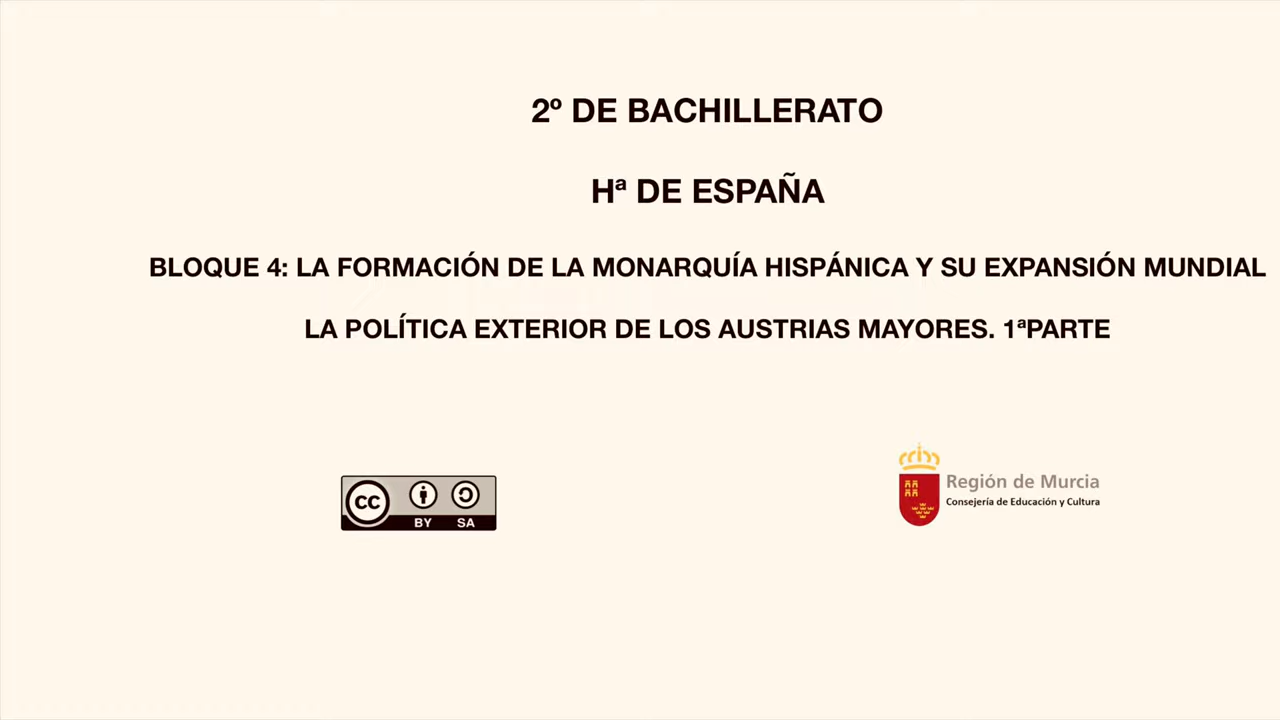 2º DE BACHILLERATO
Hª DE ESPAÑA
BLOQUE 4: LA FORMACIÓN DE LA MONARQUÍA HISPÁNICA Y SU EXPANSIÓN MUNDIAL
LA POLÍTICA EXTERIOR DE LOS AUSTRIAS MAYORES. 1ªPARTE
cc BY SA
Región de Murcia
Consejería de Educación y Cultura